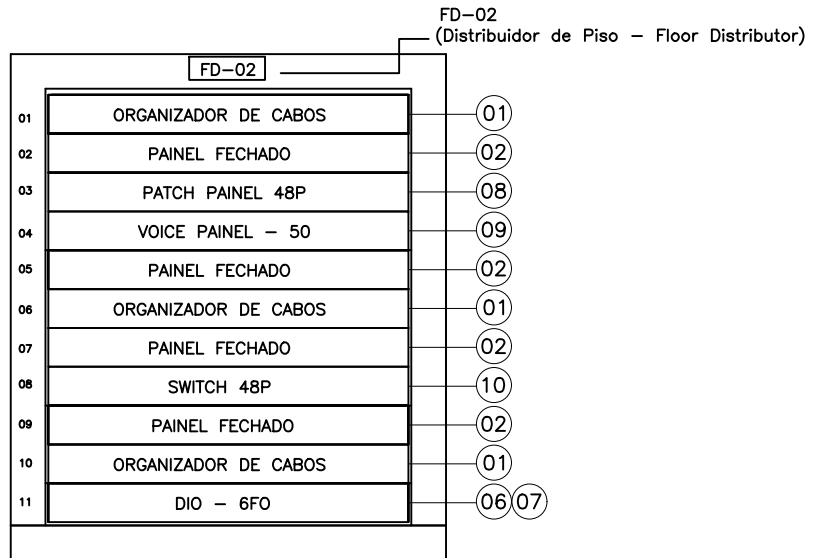 FD-02
(Distribuidor de Piso - Floor Distributor)
FD-02
01 ORGANIZADOR DE CABOS 01
02 PAINEL FECHADO 02
03 PATCH PAINEL 48P 08
04 VOICE PAINEL - 50 09
05 PAINEL FECHADO 02
06 ORGANIZADOR DE CABOS 01
07 PAINEL FECHADO 02
08 SWITCH 48P 10
09 PAINEL FECHADO 02
10 ORGANIZADOR DE CABOS 01
11 DIO - 6FO 06 07